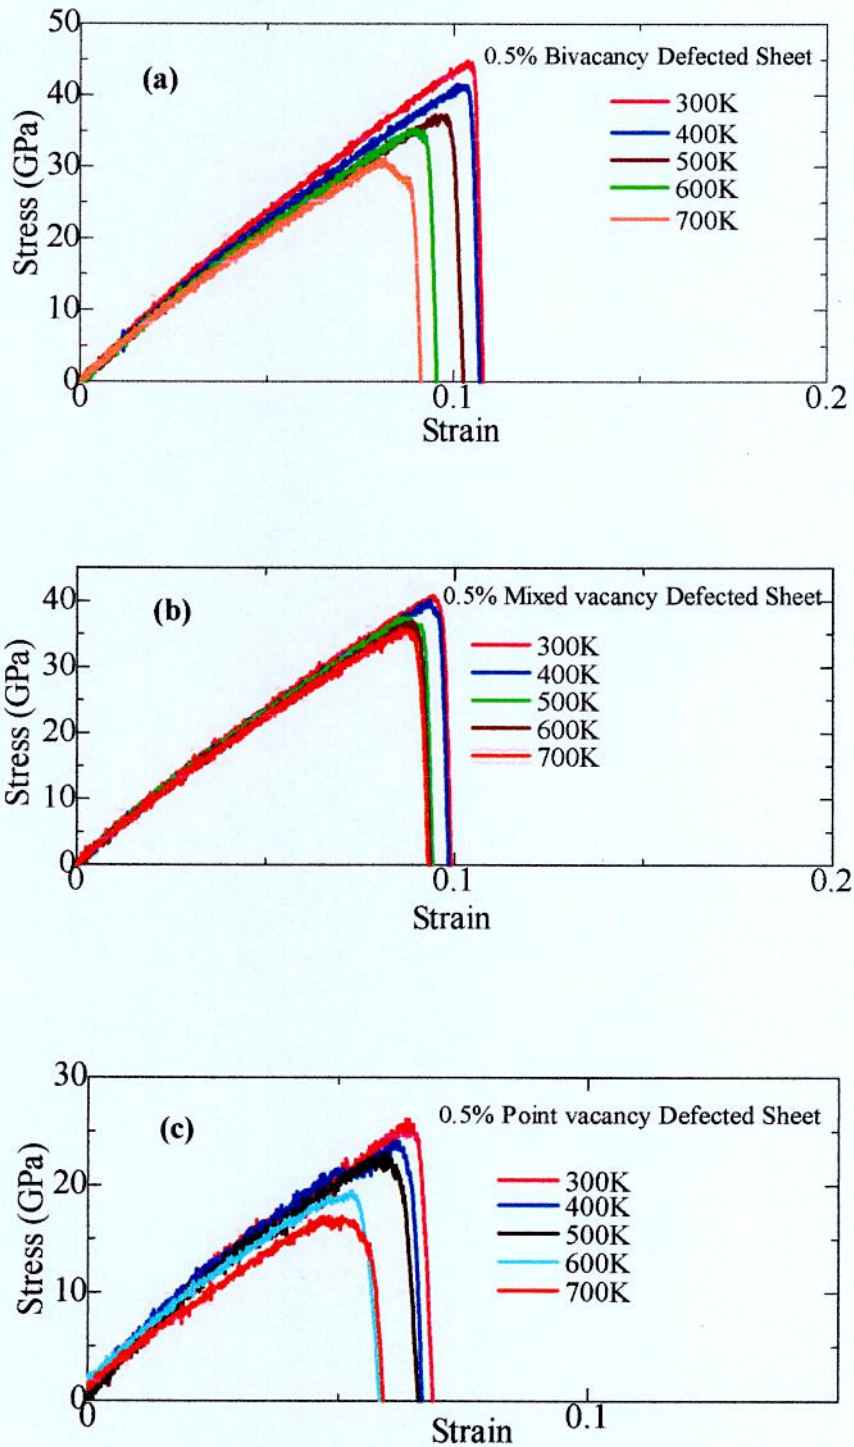 50
(a)
0.5% Bivacancy Defected Sheet
40
300K
400K
30
500K
600K
20
700K
10
0
0
0.1
0.2
Stress (GPa)
Strain
40
(b)
0.5% Mixed vacancy Defected Sheet
300K
30
400K
500K
20
600K
700K
10
0
0
0.1
0.2
Stress (GPa)
Strain
30
(c)
0.5% Point vacancy Defected Sheet
20
300K
400K
500K
600K
10
700K
0
0
0.1
Stress (GPa)
Strain